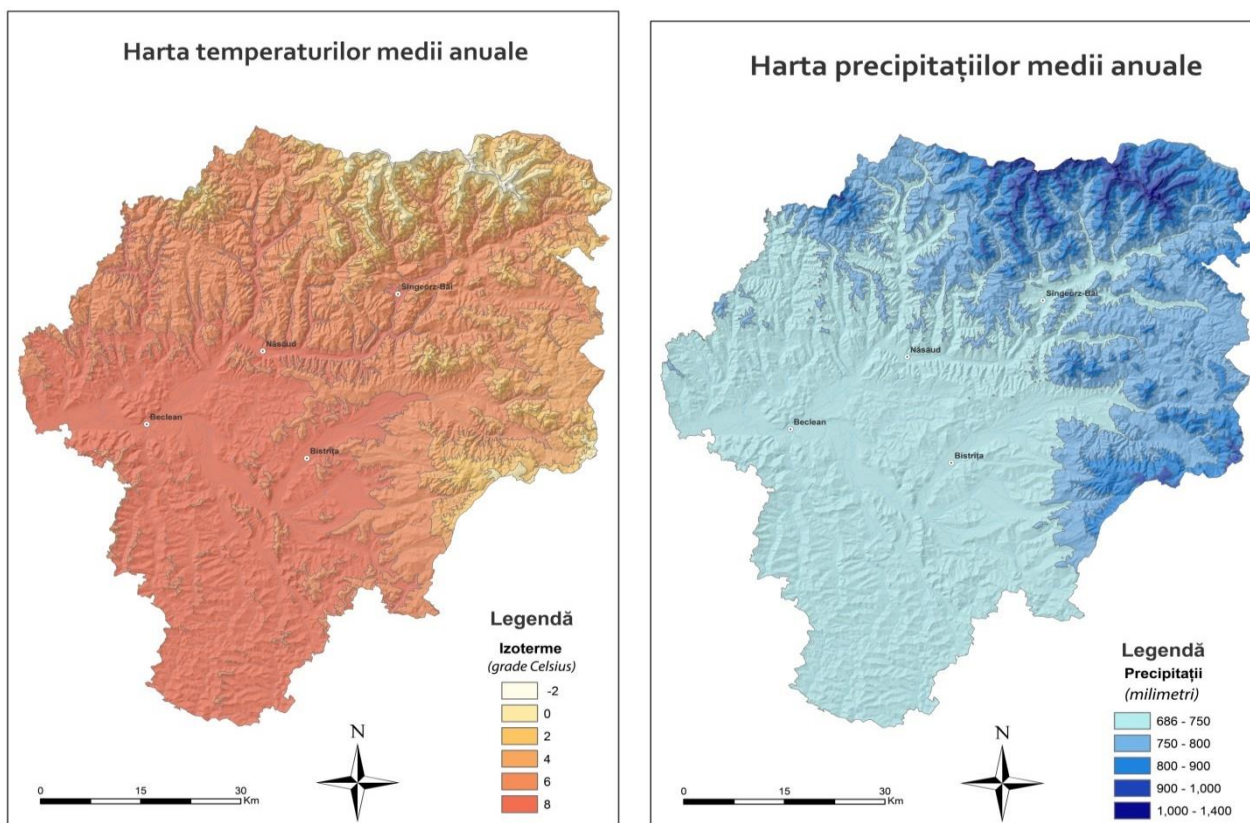 Harta temperaturilor medii anuale
Sîngeorz-Băi
Năsăud
Beclean
Bistrița
Legendă
Izoterme
(grade Celsius)
-2
0
2
4
6
8
N
0 15 30
Km
Harta precipitațiilor medii anuale
Sîngeorz-Băi
Năsăud
Beclean
Bistrița
Legendă
Precipitații
(milimetri)
686 - 750
750 - 800
800 - 900
900 - 1,000
1,000 - 1,400
N
0 15 30
Km